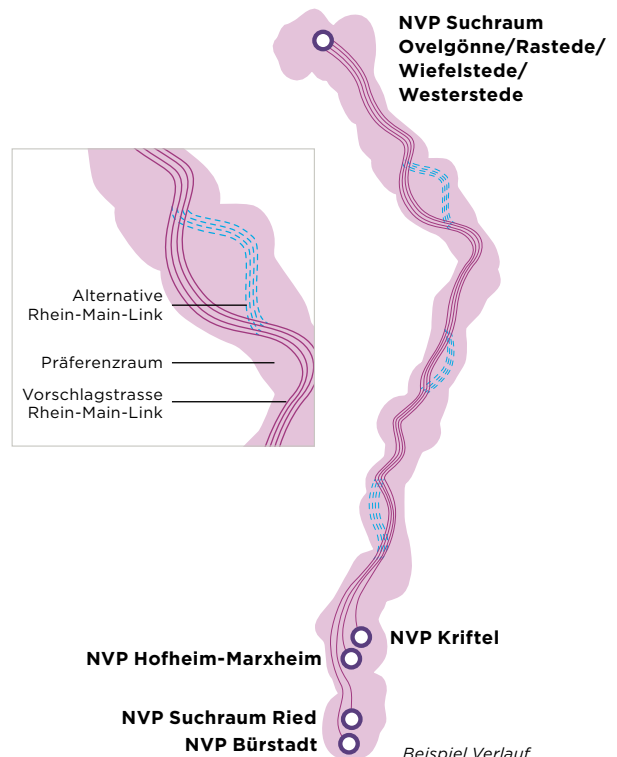 NVP Suchraum
Ovelgönne/Rastede/
Wiefelstede/
Westerstede
Alternative
Rhein-Main-Link
Präferenzraum
Vorschlagstrasse
Rhein-Main-Link
NVP Kriftel
NVP Hofheim-Marxheim
NVP Suchraum Ried
NVP Bürstadt
Beispiel Verlauf